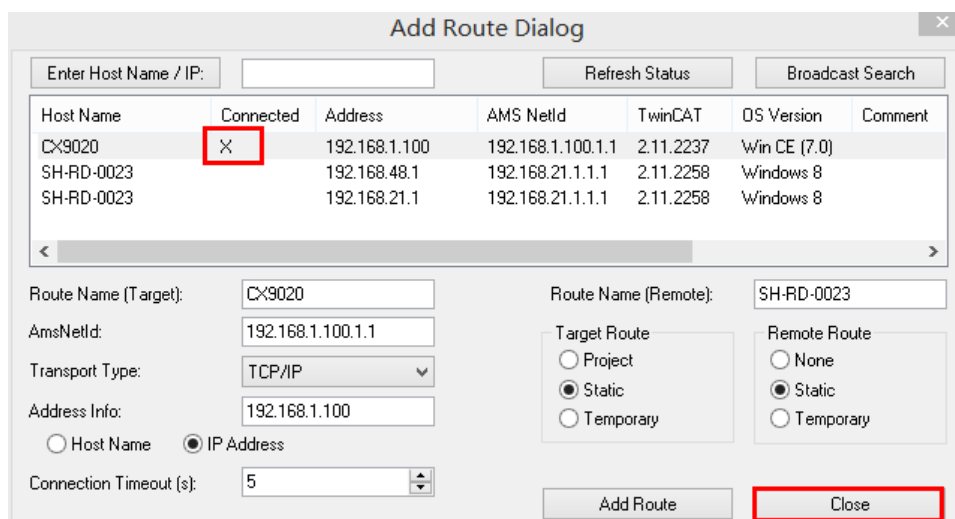 Add Route Dialog
Enter Host Name / IP: Refresh Status Broadcast Search
Host Name Connected Address AMS NetId TwinCAT OS Version Comment
CX9020 X 192.168.1.100 192.168.1.100.1.1 2.11.2237 Win CE (7.0)
SH-RD-0023 192.168.48.1 192.168.21.1.1.1 2.11.2258 Windows 8
SH-RD-0023 192.168.21.1 192.168.21.1.1.1 2.11.2258 Windows 8
Route Name (Target): CX9020 Route Name (Remote): SH-RD-0023
AmsNetId: 192.168.1.100.1.1 Target Route Remote Route
Transport Type: TCP/IP Project None
Address Info: 192.168.1.100 Static Static
Host Name IP Address Temporary Temporary
Connection Timeout (s): 5
Add Route Close